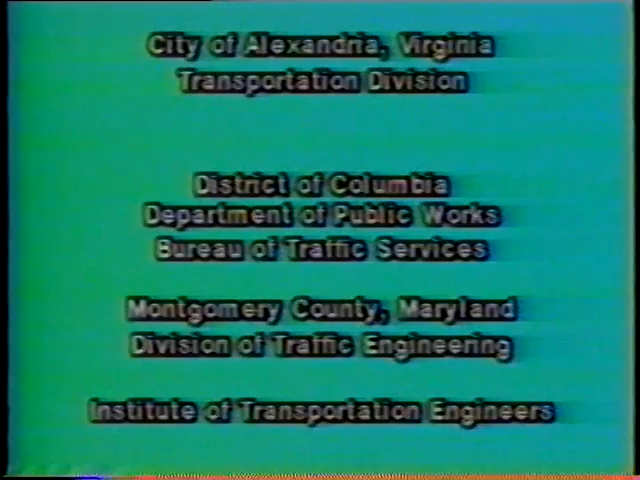 City of Alexandria, Virginia
Transportation Division
District of Columbia
Department of Public Works
Bureau of Traffic Services
Montgomery County, Maryland
Division of Traffic Engineering
Institute of Transportation Engineers